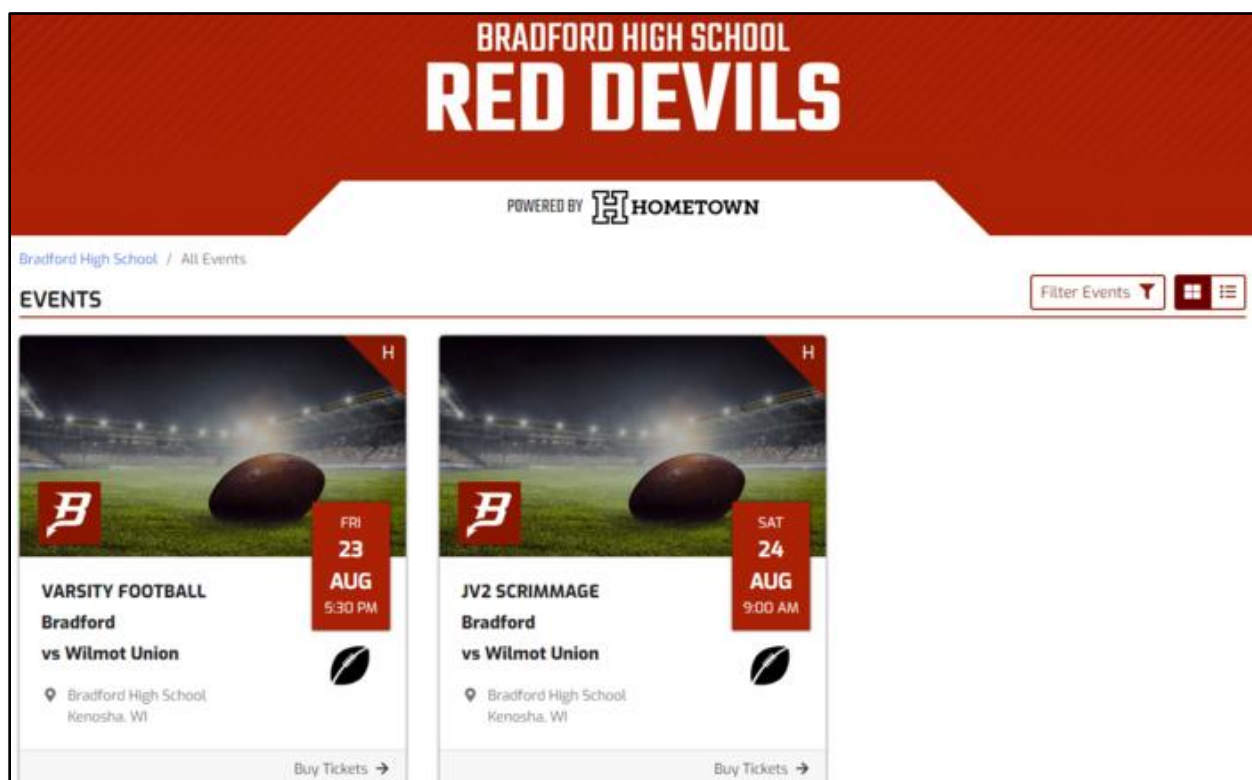 BRADFORD HIGH SCHOOL
RED DEVILS
POWERED BY H HOMETOWN
Bradford High School / All Events
EVENTS
Filter Events
H
B
FRI
23
AUG
5:30 PM
VARSITY FOOTBALL
Bradford
vs Wilmot Union
Bradford High School
Kenosha, WI
Buy Tickets →
H
B
SAT
24
AUG
9:00 AM
JV2 SCRIMMAGE
Bradford
vs Wilmot Union
Bradford High School
Kenosha, WI
Buy Tickets →